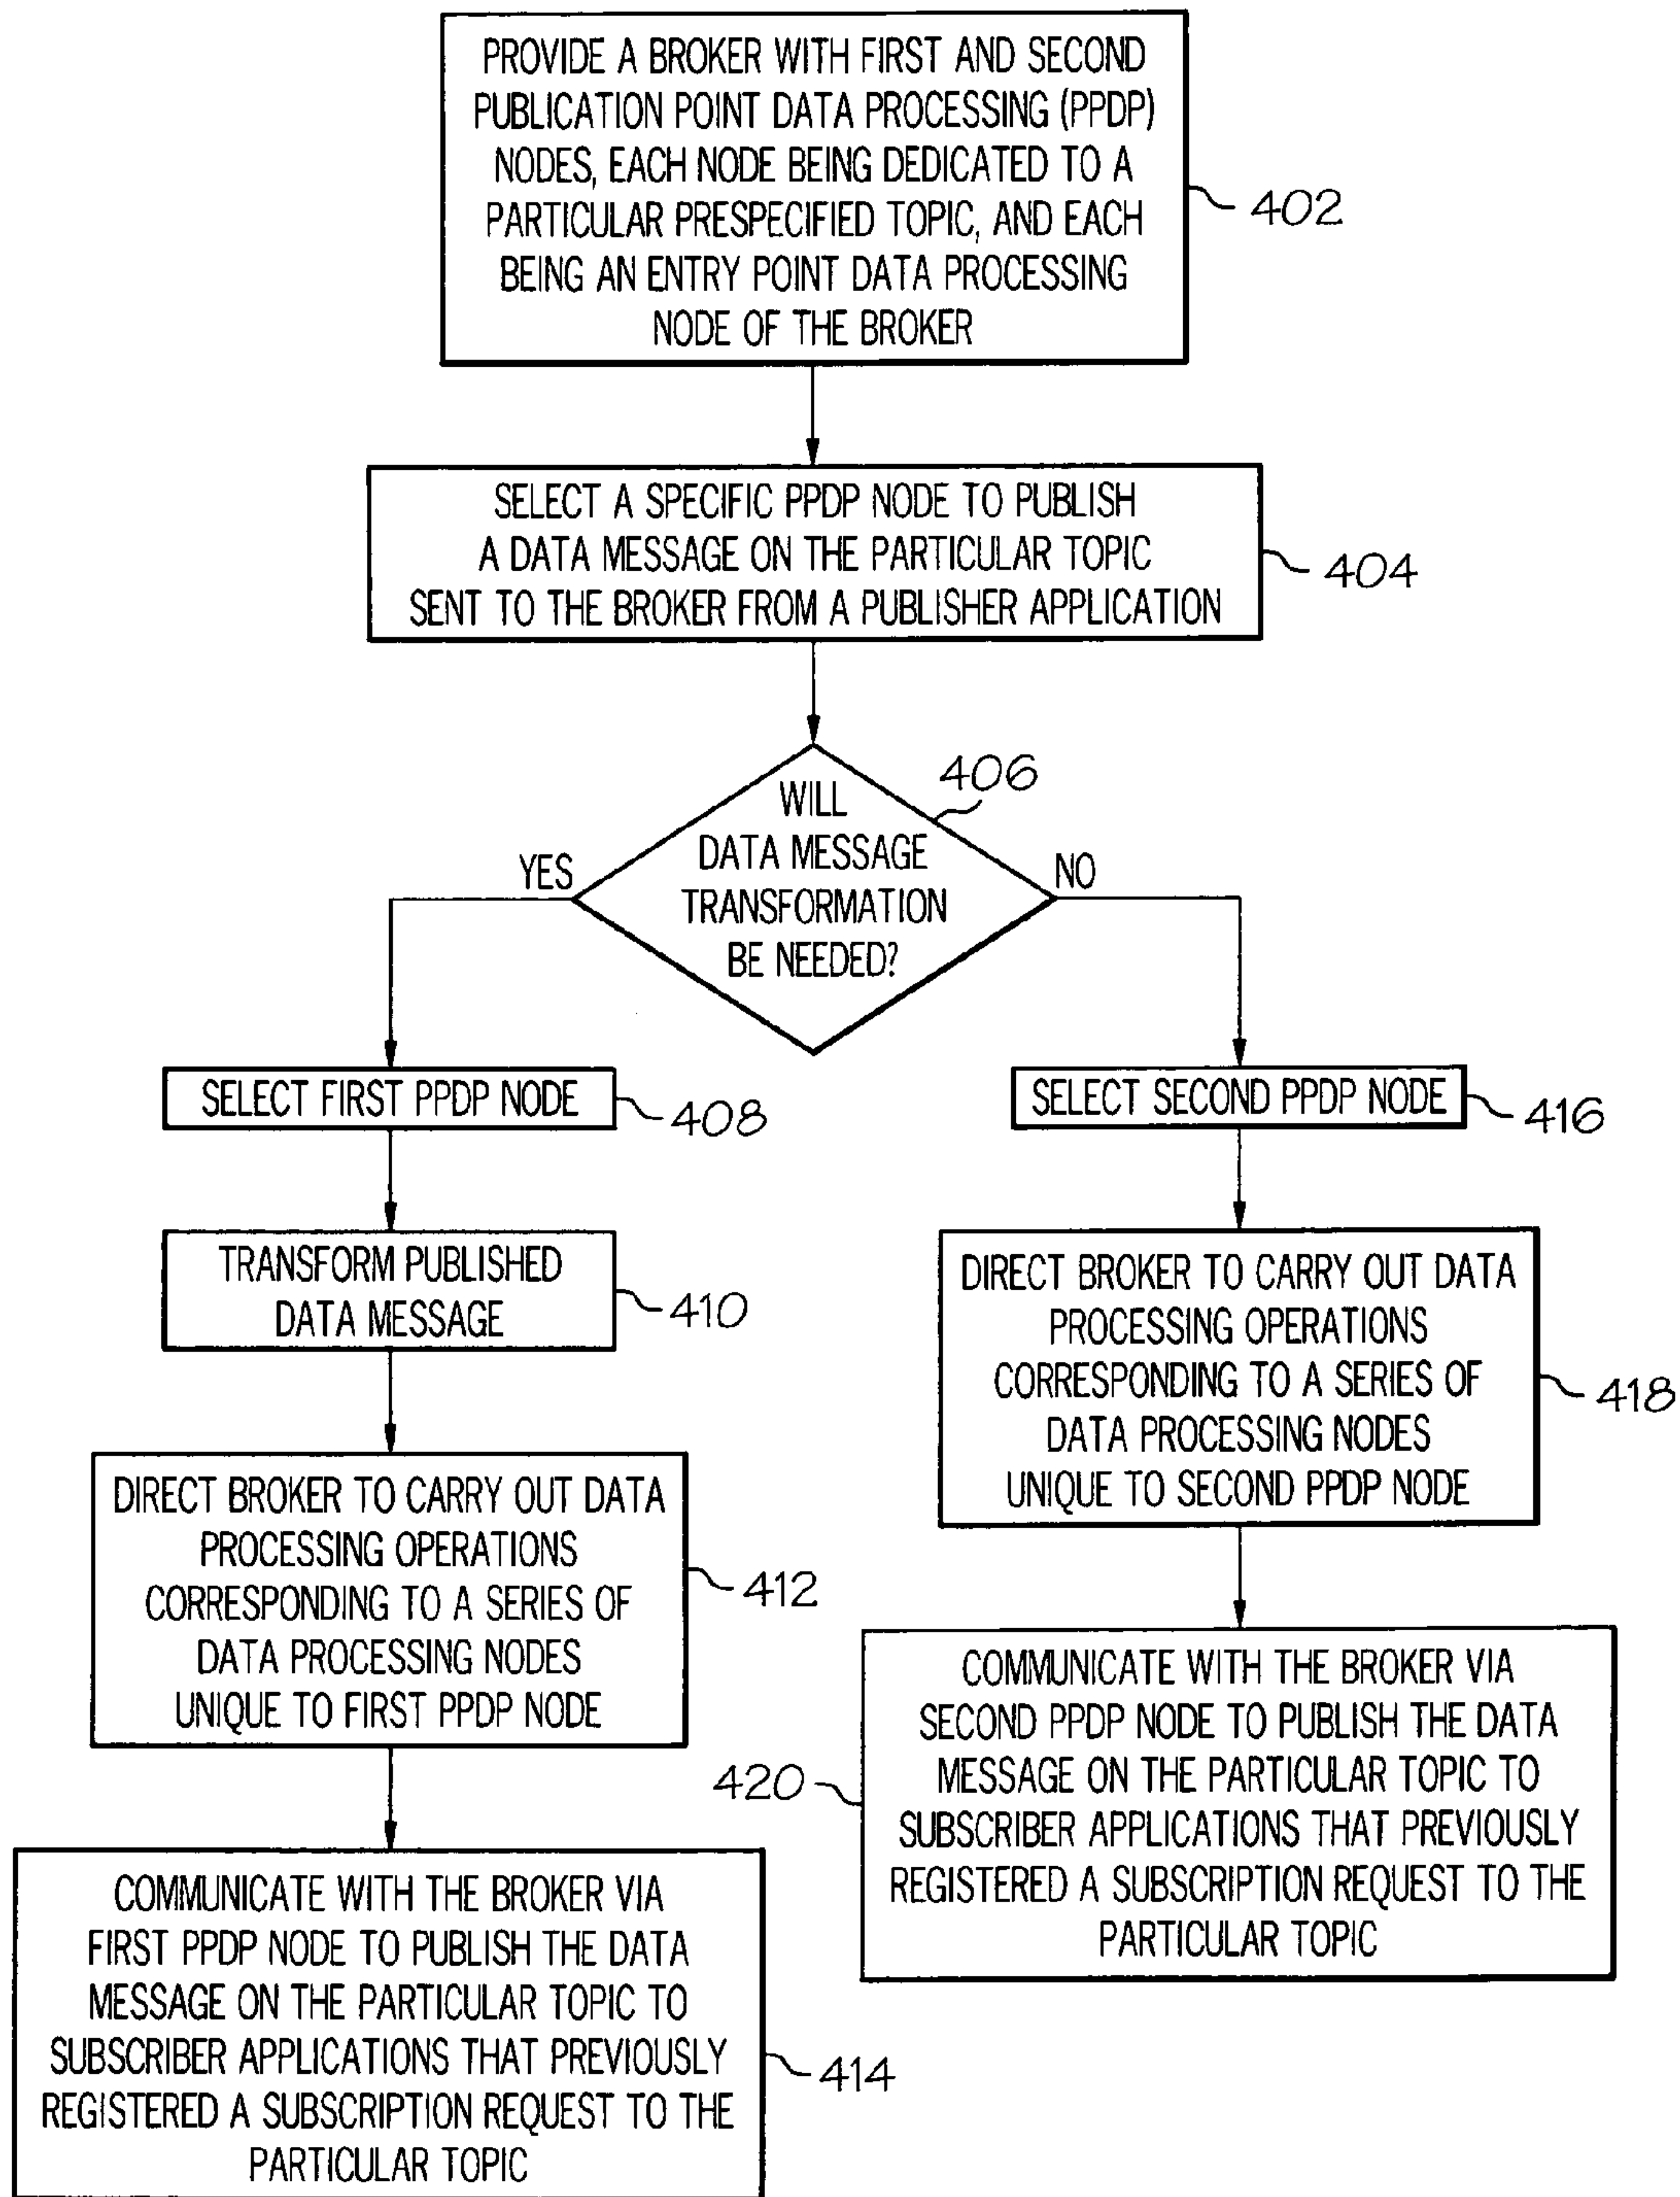 PROVIDE A BROKER WITH FIRST AND SECOND
PUBLICATION POINT DATA PROCESSING (PPDP)
NODES, EACH NODE BEING DEDICATED TO A
PARTICULAR PRESPECIFIED TOPIC, AND EACH
BEING AN ENTRY POINT DATA PROCESSING
NODE OF THE BROKER
402
SELECT A SPECIFIC PPDP NODE TO PUBLISH
A DATA MESSAGE ON THE PARTICULAR TOPIC
SENT TO THE BROKER FROM A PUBLISHER APPLICATION
404
406
WILL
DATA MESSAGE
TRANSFORMATION
BE NEEDED?
YES
NO
SELECT FIRST PPDP NODE
408
TRANSFORM PUBLISHED
DATA MESSAGE
410
DIRECT BROKER TO CARRY OUT DATA
PROCESSING OPERATIONS
CORRESPONDING TO A SERIES OF
DATA PROCESSING NODES
UNIQUE TO FIRST PPDP NODE
412
COMMUNICATE WITH THE BROKER VIA
FIRST PPDP NODE TO PUBLISH THE DATA
MESSAGE ON THE PARTICULAR TOPIC TO
SUBSCRIBER APPLICATIONS THAT PREVIOUSLY
REGISTERED A SUBSCRIPTION REQUEST TO THE
PARTICULAR TOPIC
414
SELECT SECOND PPDP NODE
416
DIRECT BROKER TO CARRY OUT DATA
PROCESSING OPERATIONS
CORRESPONDING TO A SERIES OF
DATA PROCESSING NODES
UNIQUE TO SECOND PPDP NODE
418
COMMUNICATE WITH THE BROKER VIA
SECOND PPDP NODE TO PUBLISH THE DATA
MESSAGE ON THE PARTICULAR TOPIC TO
SUBSCRIBER APPLICATIONS THAT PREVIOUSLY
REGISTERED A SUBSCRIPTION REQUEST TO THE
PARTICULAR TOPIC
420